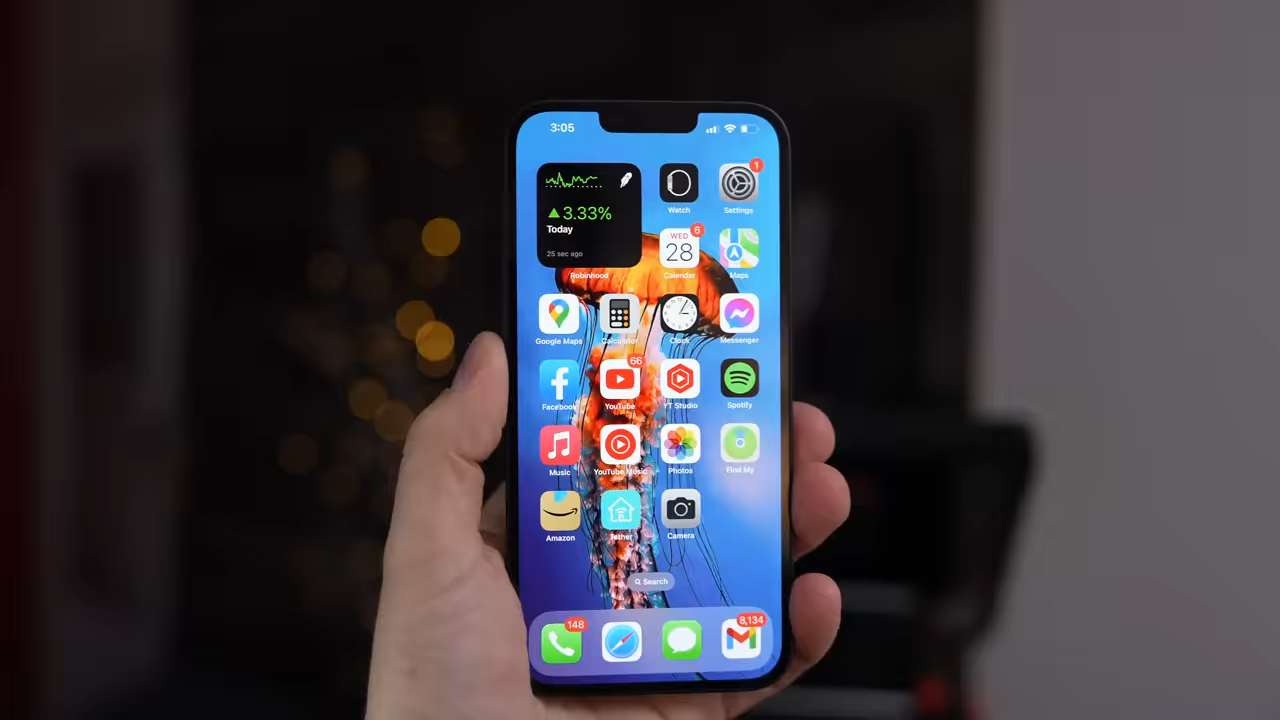 3:05
3.33%
Today
25 sec ago
Robinhood
Watch
1
Settings
WED
28
6
Calendar
Maps
Google Maps
Calculator
Clock
Messenger
Facebook
66
YouTube
YT Studio
Spotify
Music
YouTube Music
Photos
Find My
Amazon
Tether
Camera
Search
148
8,134